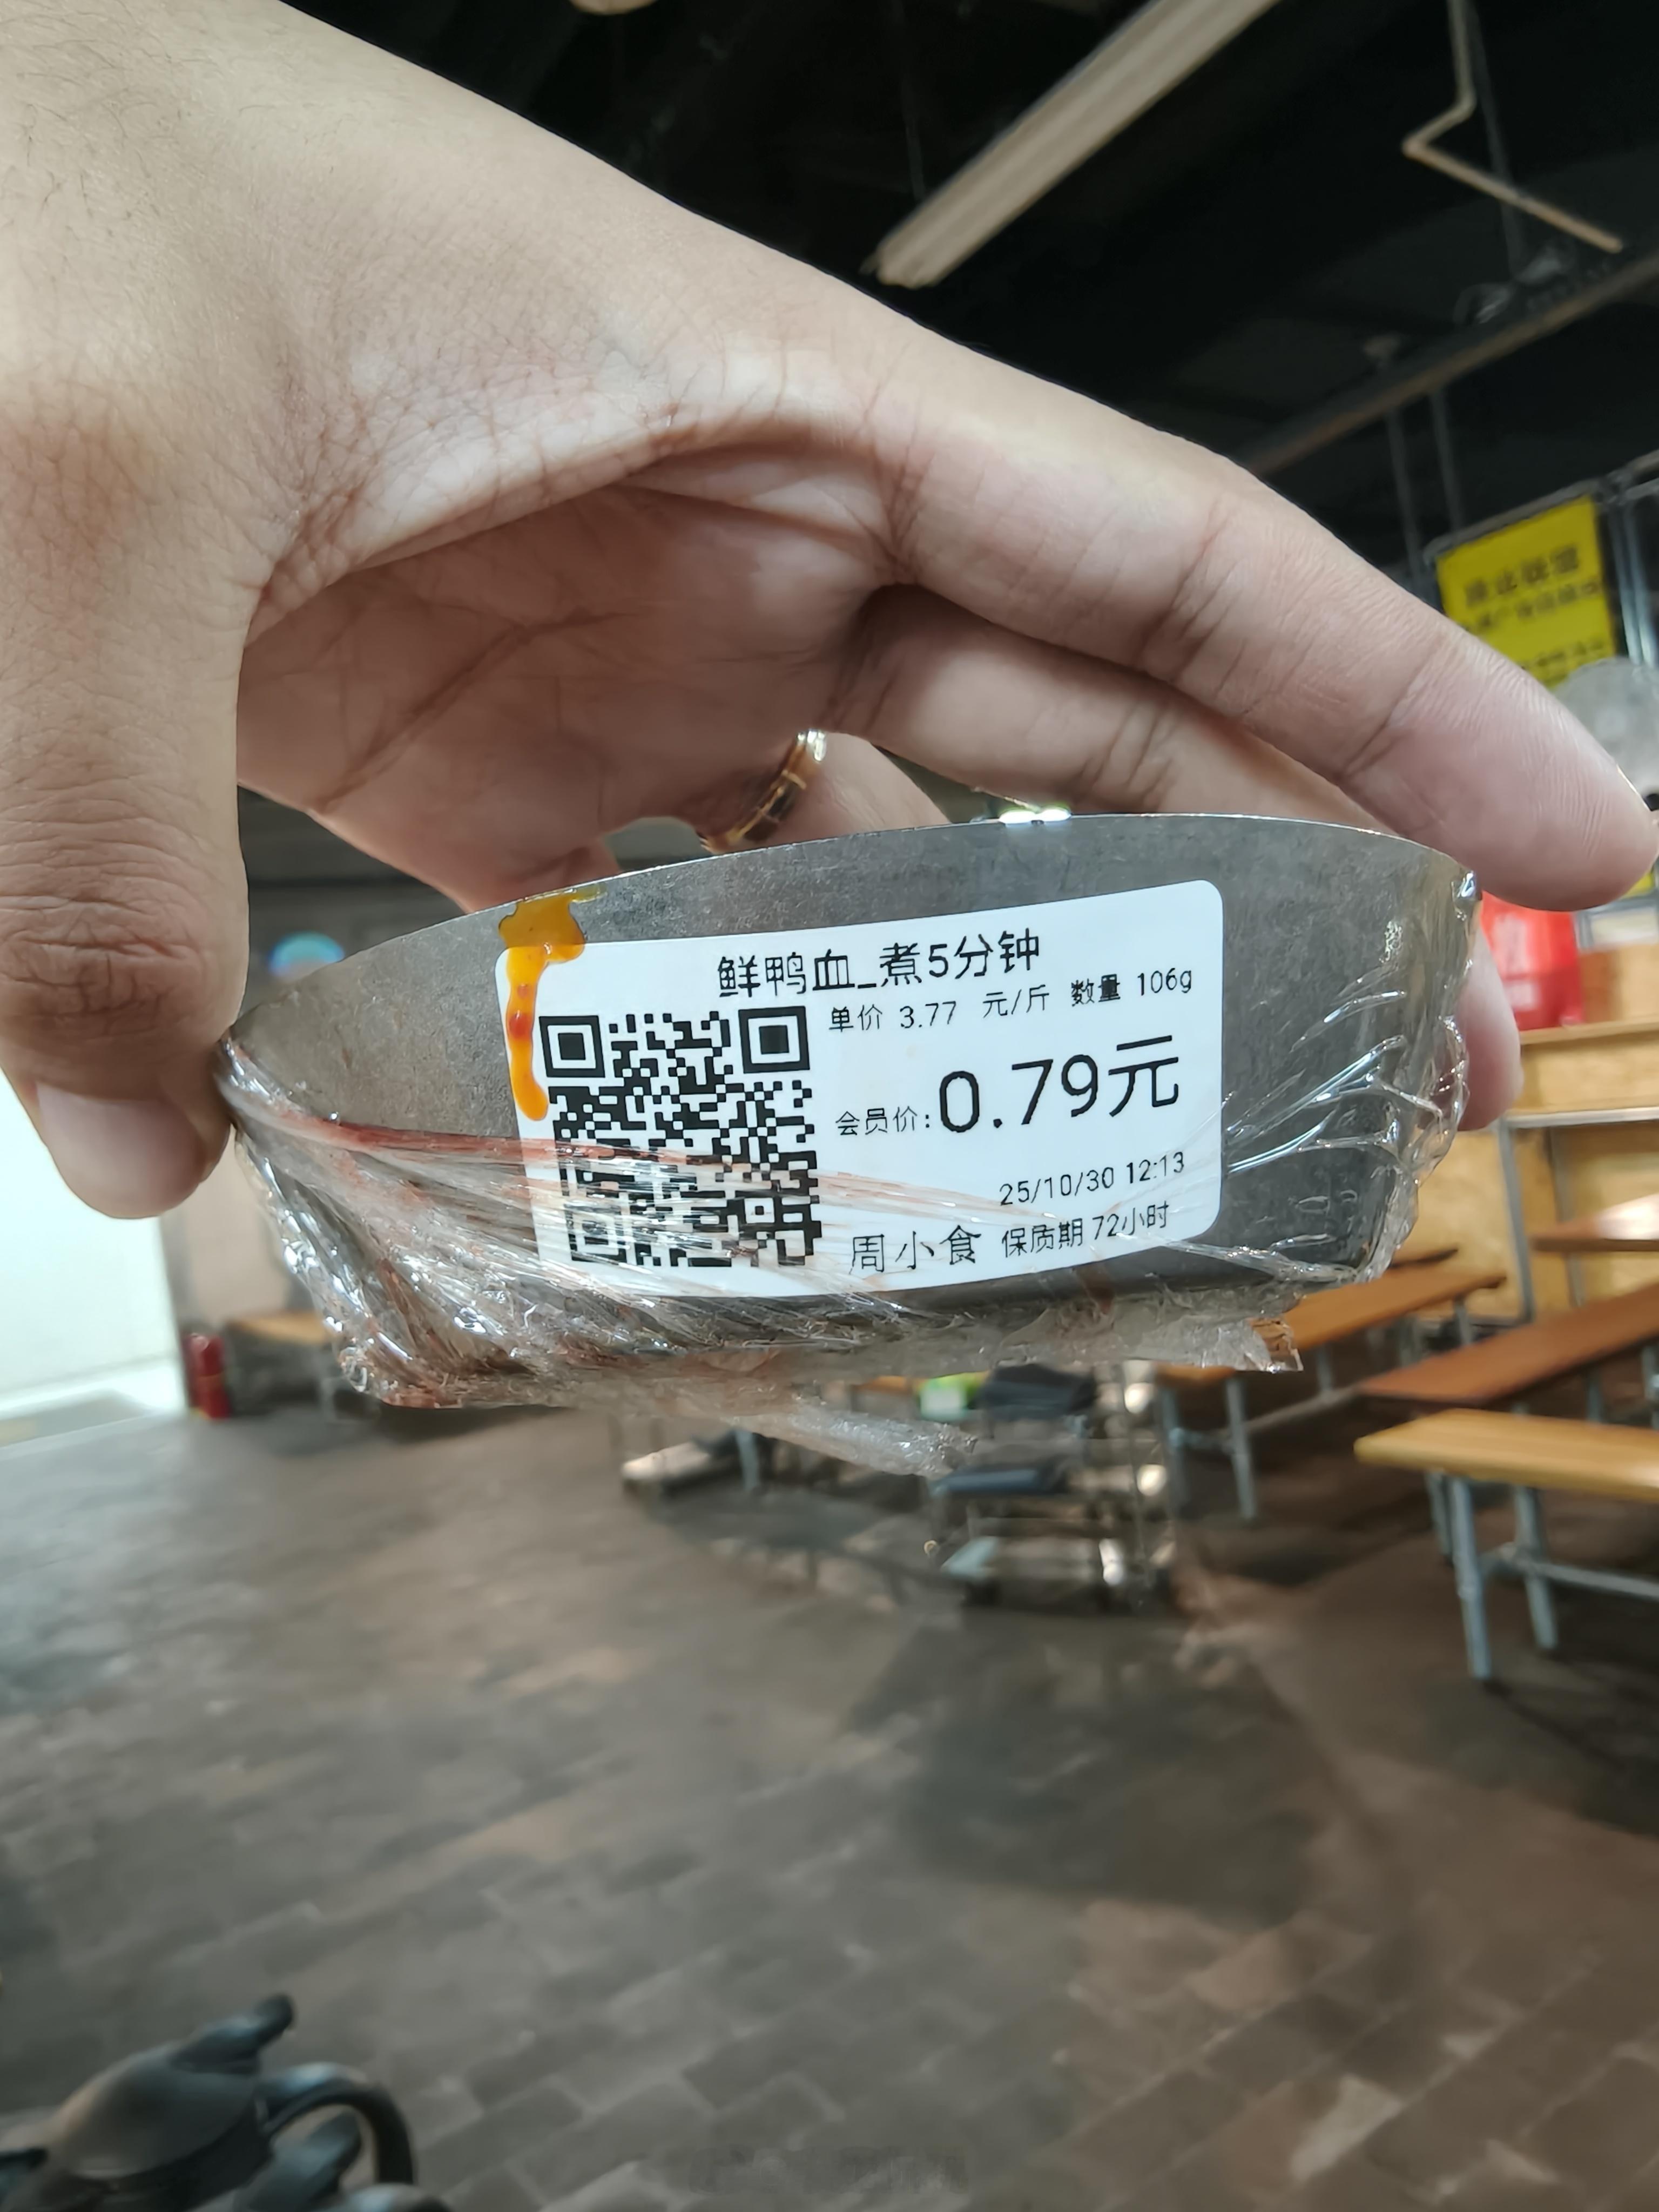 鲜鸭血_煮5分钟
单价 3.77 元/斤 数量 106g
会员价: 0.79元
25/10/30 12:13
周小食 保质期 72小时